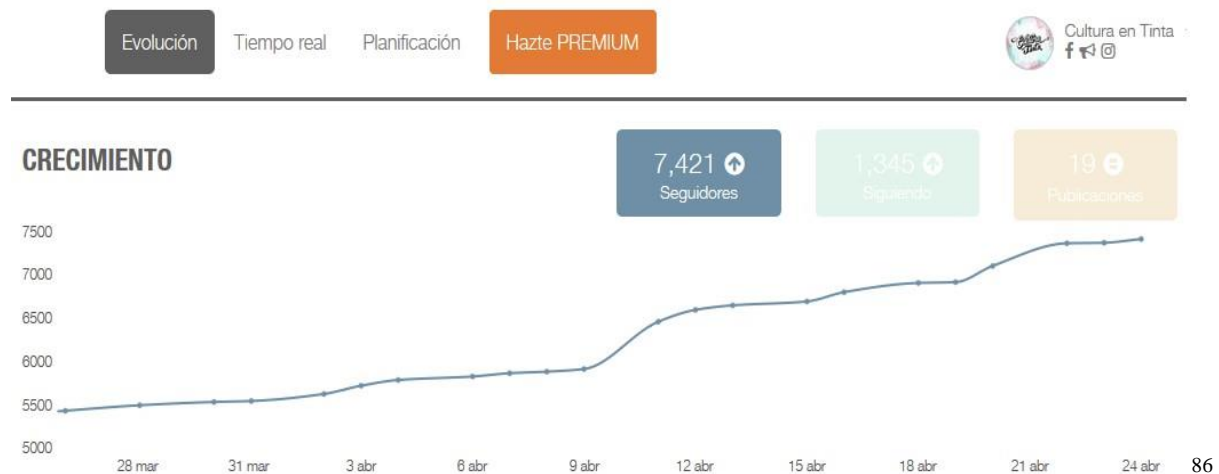 Evolución Tiempo real Planificación Hazte PREMIUM Cultura en Tinta
CRECIMIENTO
7,421 1,345 19
Seguidores Siguiendo Publicaciones
7500
7000
6500
6000
5500
5000
28 mar 31 mar 3 abr 6 abr 9 abr 12 abr 15 abr 18 abr 21 abr 24 abr 86